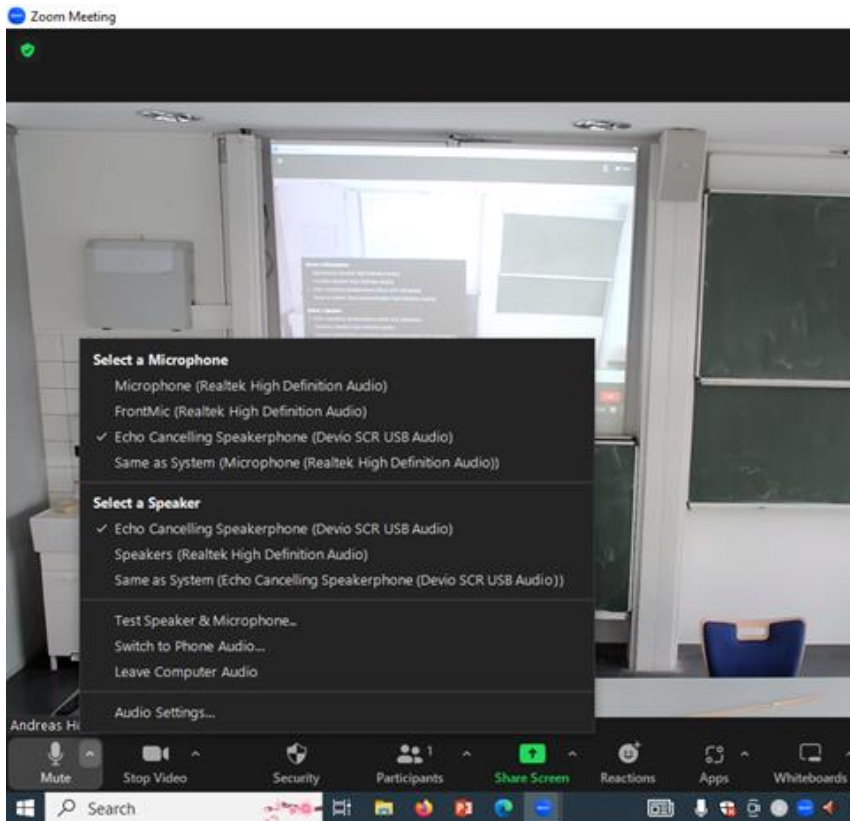 Zoom Meeting
Select a Microphone
Microphone (Realtek High Definition Audio)
FrontMic (Realtek High Definition Audio)
✓ Echo Cancelling Speakerphone (Devio SCR USB Audio)
Same as System (Microphone (Realtek High Definition Audio))
Select a Speaker
✓ Echo Cancelling Speakerphone (Devio SCR USB Audio)
Speakers (Realtek High Definition Audio)
Same as System (Echo Cancelling Speakerphone (Devio SCR USB Audio))
Test Speaker & Microphone...
Switch to Phone Audio...
Leave Computer Audio
Audio Settings...
Andreas
1
Mute Stop Video Security Participants Share Screen Reactions Apps Whiteboards
Search